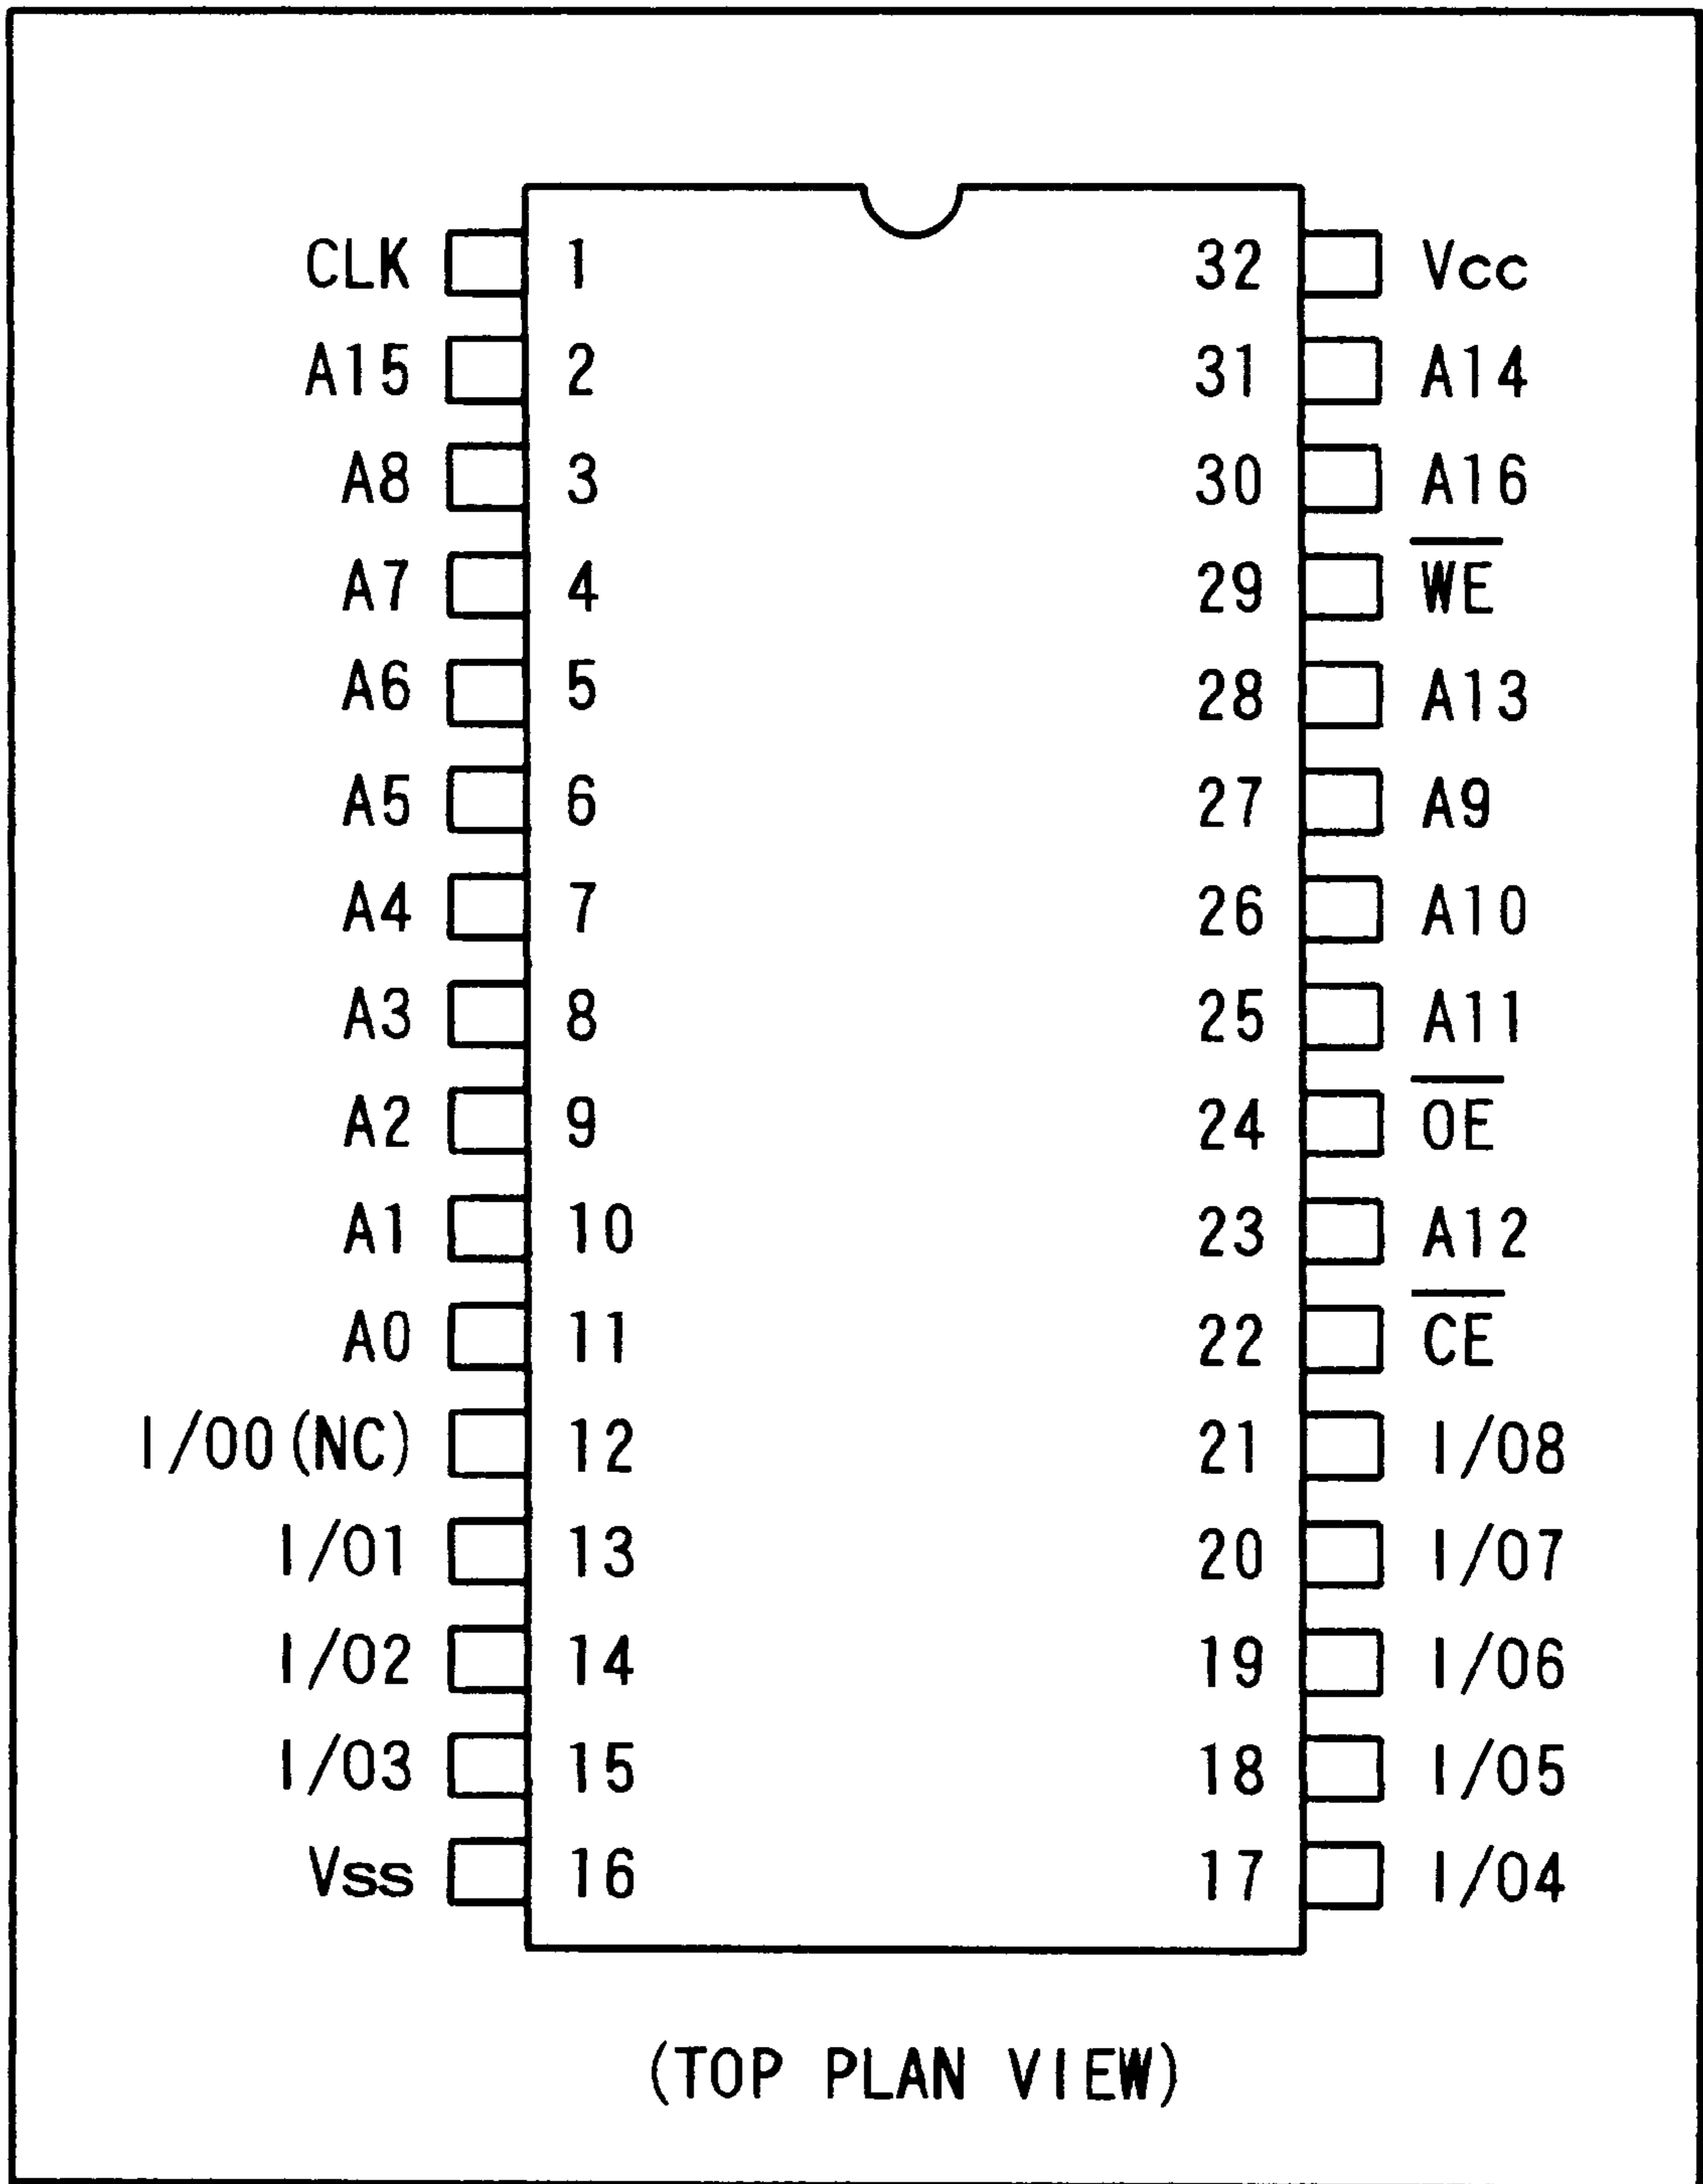 CLK 1 32 Vcc
A15 2 31 A14
A8 3 30 A16
A7 4 29 W̅E̅
A6 5 28 A13
A5 6 27 A9
A4 7 26 A10
A3 8 25 A11
A2 9 24 O̅E̅
A1 10 23 A12
A0 11 22 C̅E̅
I/O0(NC) 12 21 I/O8
I/O1 13 20 I/O7
I/O2 14 19 I/O6
I/O3 15 18 I/O5
Vss 16 17 I/O4
(TOP PLAN VIEW)